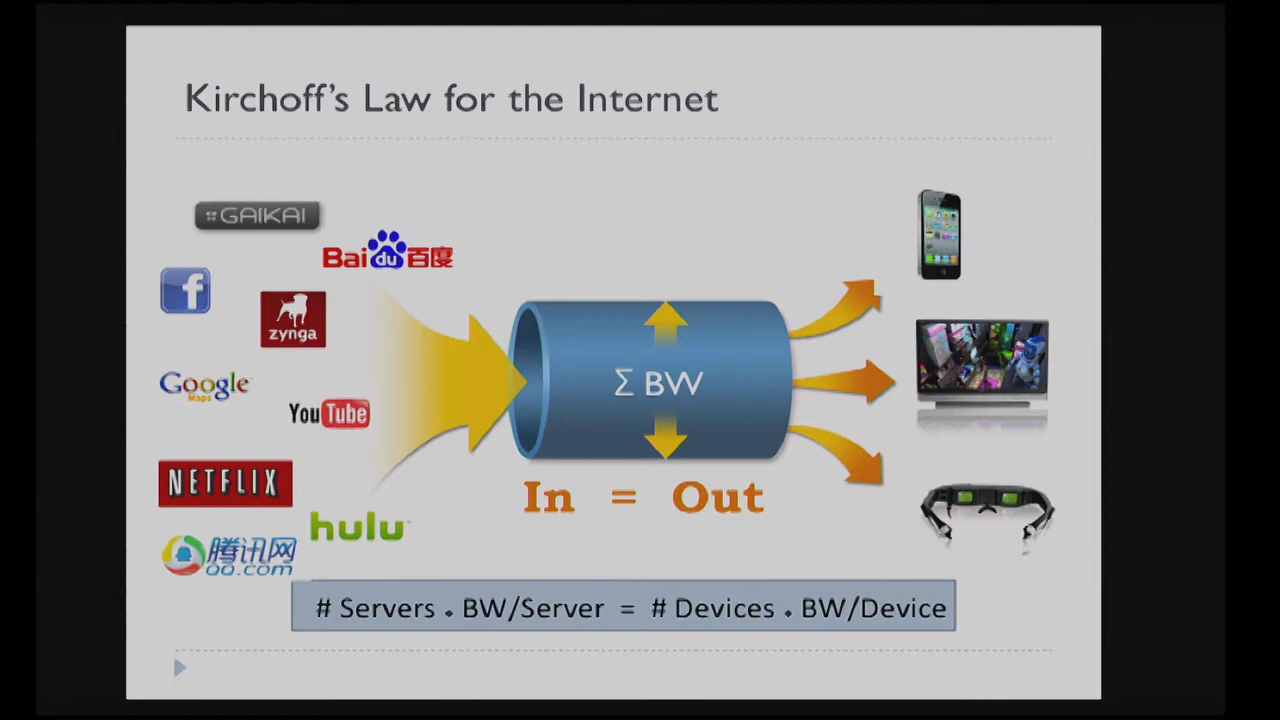 Kirchoff's Law for the Internet
GAIKAI
Baidu百度
f
zynga
Google
Maps
YouTube
NETFLIX
hulu
腾讯网
QQ.com
Σ BW
In = Out
# Servers . BW/Server = # Devices . BW/Device